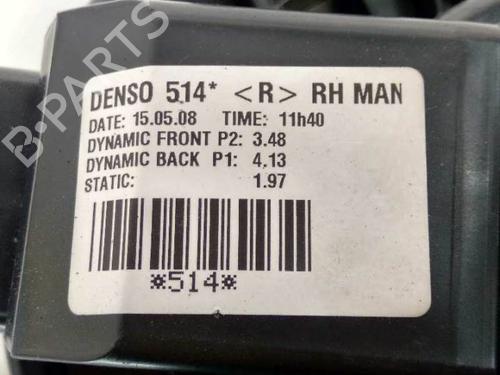 B-PARTS
DENSO 514* <R> RH MAN
DATE: 15.05.08 TIME: 11h40
DYNAMIC FRONT P2: 3.48
DYNAMIC BACK P1: 4.13
STATIC: 1.97
*514*